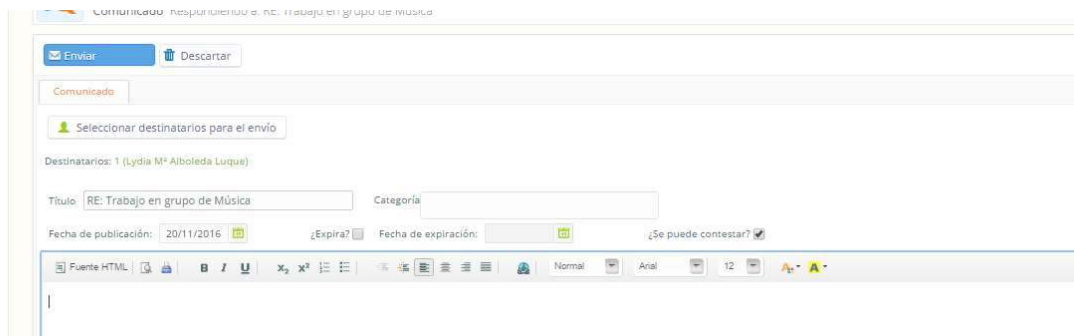 Comunicado Respondiendo a: RE: Trabajo en grupo de Música
Enviar Descartar
Comunicado
Seleccionar destinatarios para el envío
Destinatarios: 1 (Lydia Mª Alboleda Luque)
Título RE: Trabajo en grupo de Música Categoría
Fecha de publicación: 20/11/2016 ¿Expira? Fecha de expiración: ¿Se puede contestar?
Fuente HTML B I U x₂ x² Normal Arial 12 A A